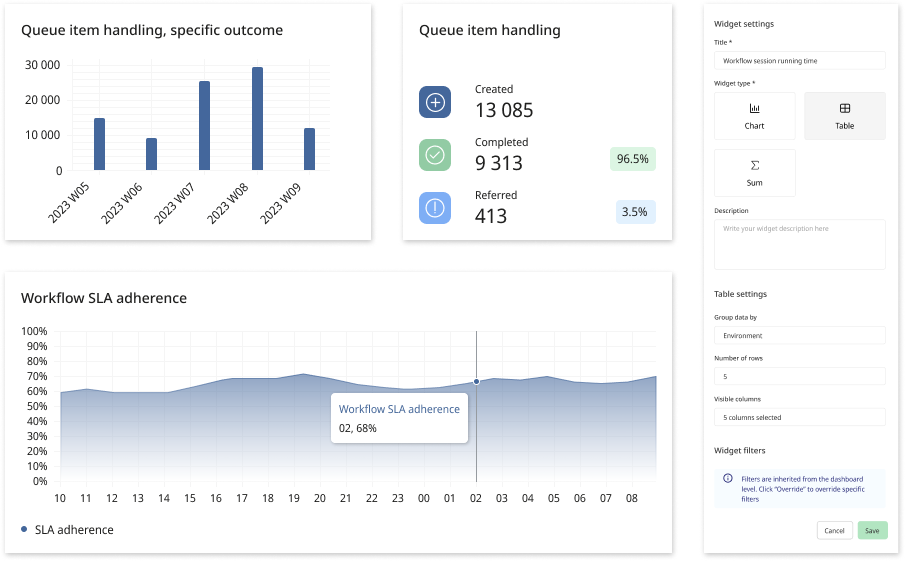 Queue item handling, specific outcome
30 000
20 000
10 000
0
2023 W05
2023 W06
2023 W07
2023 W08
2023 W09
Queue item handling
Created
13 085
Completed
9 313
96.5%
Referred
413
3.5%
Workflow SLA adherence
100%
90%
80%
70%
60%
50%
40%
30%
20%
10%
0%
Workflow SLA adherence
02, 68%
10 11 12 13 14 15 16 17 18 19 20 21 22 23 00 01 02 03 04 05 06 07 08
SLA adherence
Widget settings
Title *
Workflow session running time
Widget type *
Chart
Table
Sum
Description
Write your widget description here
Table settings
Group data by
Environment
Number of rows
5
Visible columns
5 columns selected
Widget filters
Filters are inherited from the dashboard
level. Click “Override” to override specific
filters
Cancel
Save